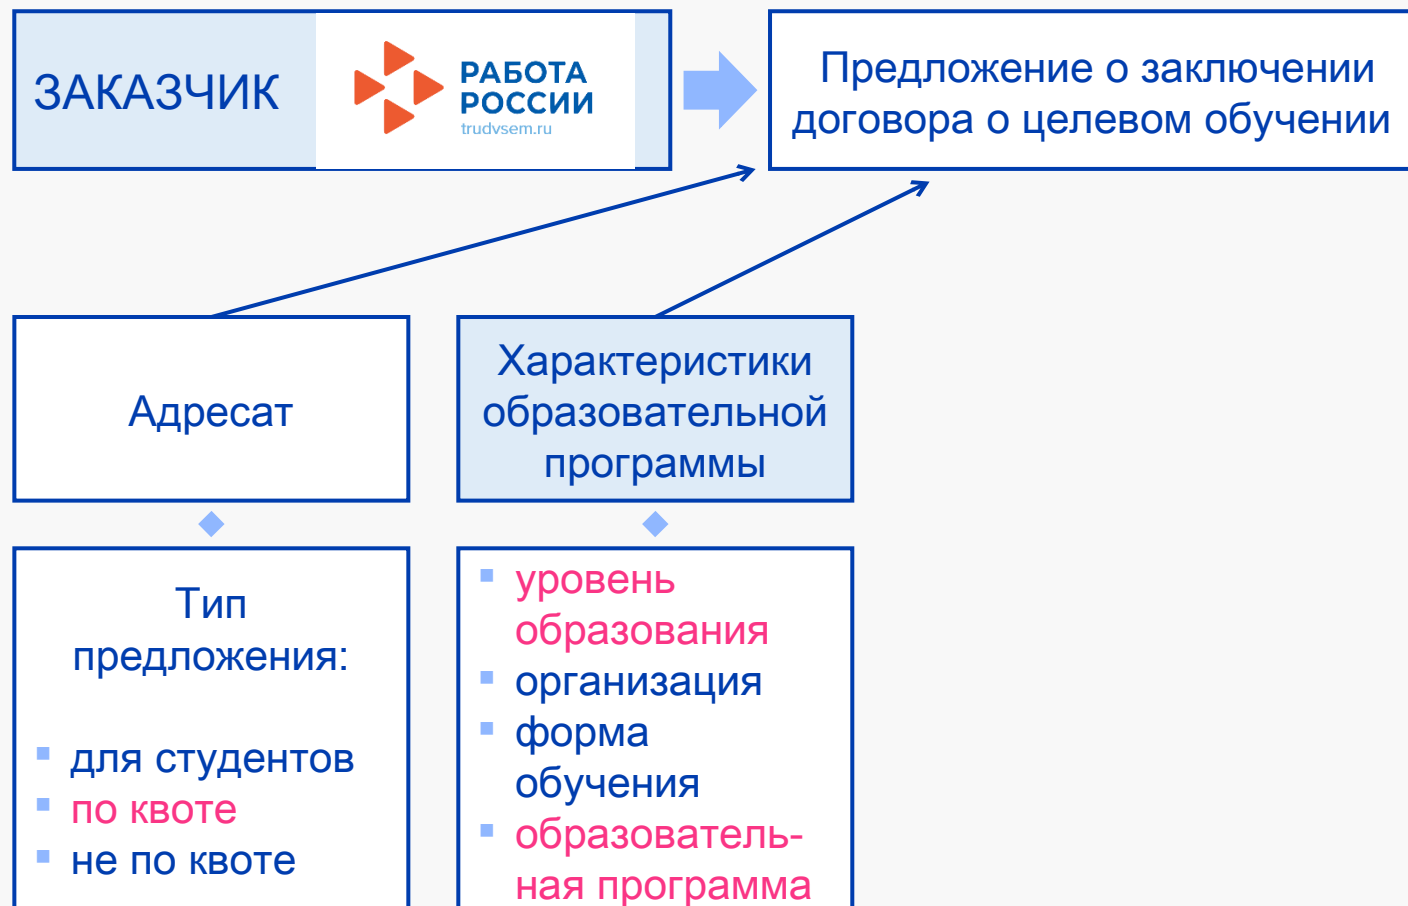 ЗАКАЗЧИК
РАБОТА
РОССИИ
trudvsem.ru
Предложение о заключении
договора о целевом обучении
Адресат
Характеристики
образовательной
программы
Тип
предложения:
для студентов
по квоте
не по квоте
уровень
образования
организация
форма
обучения
образователь-
ная программа